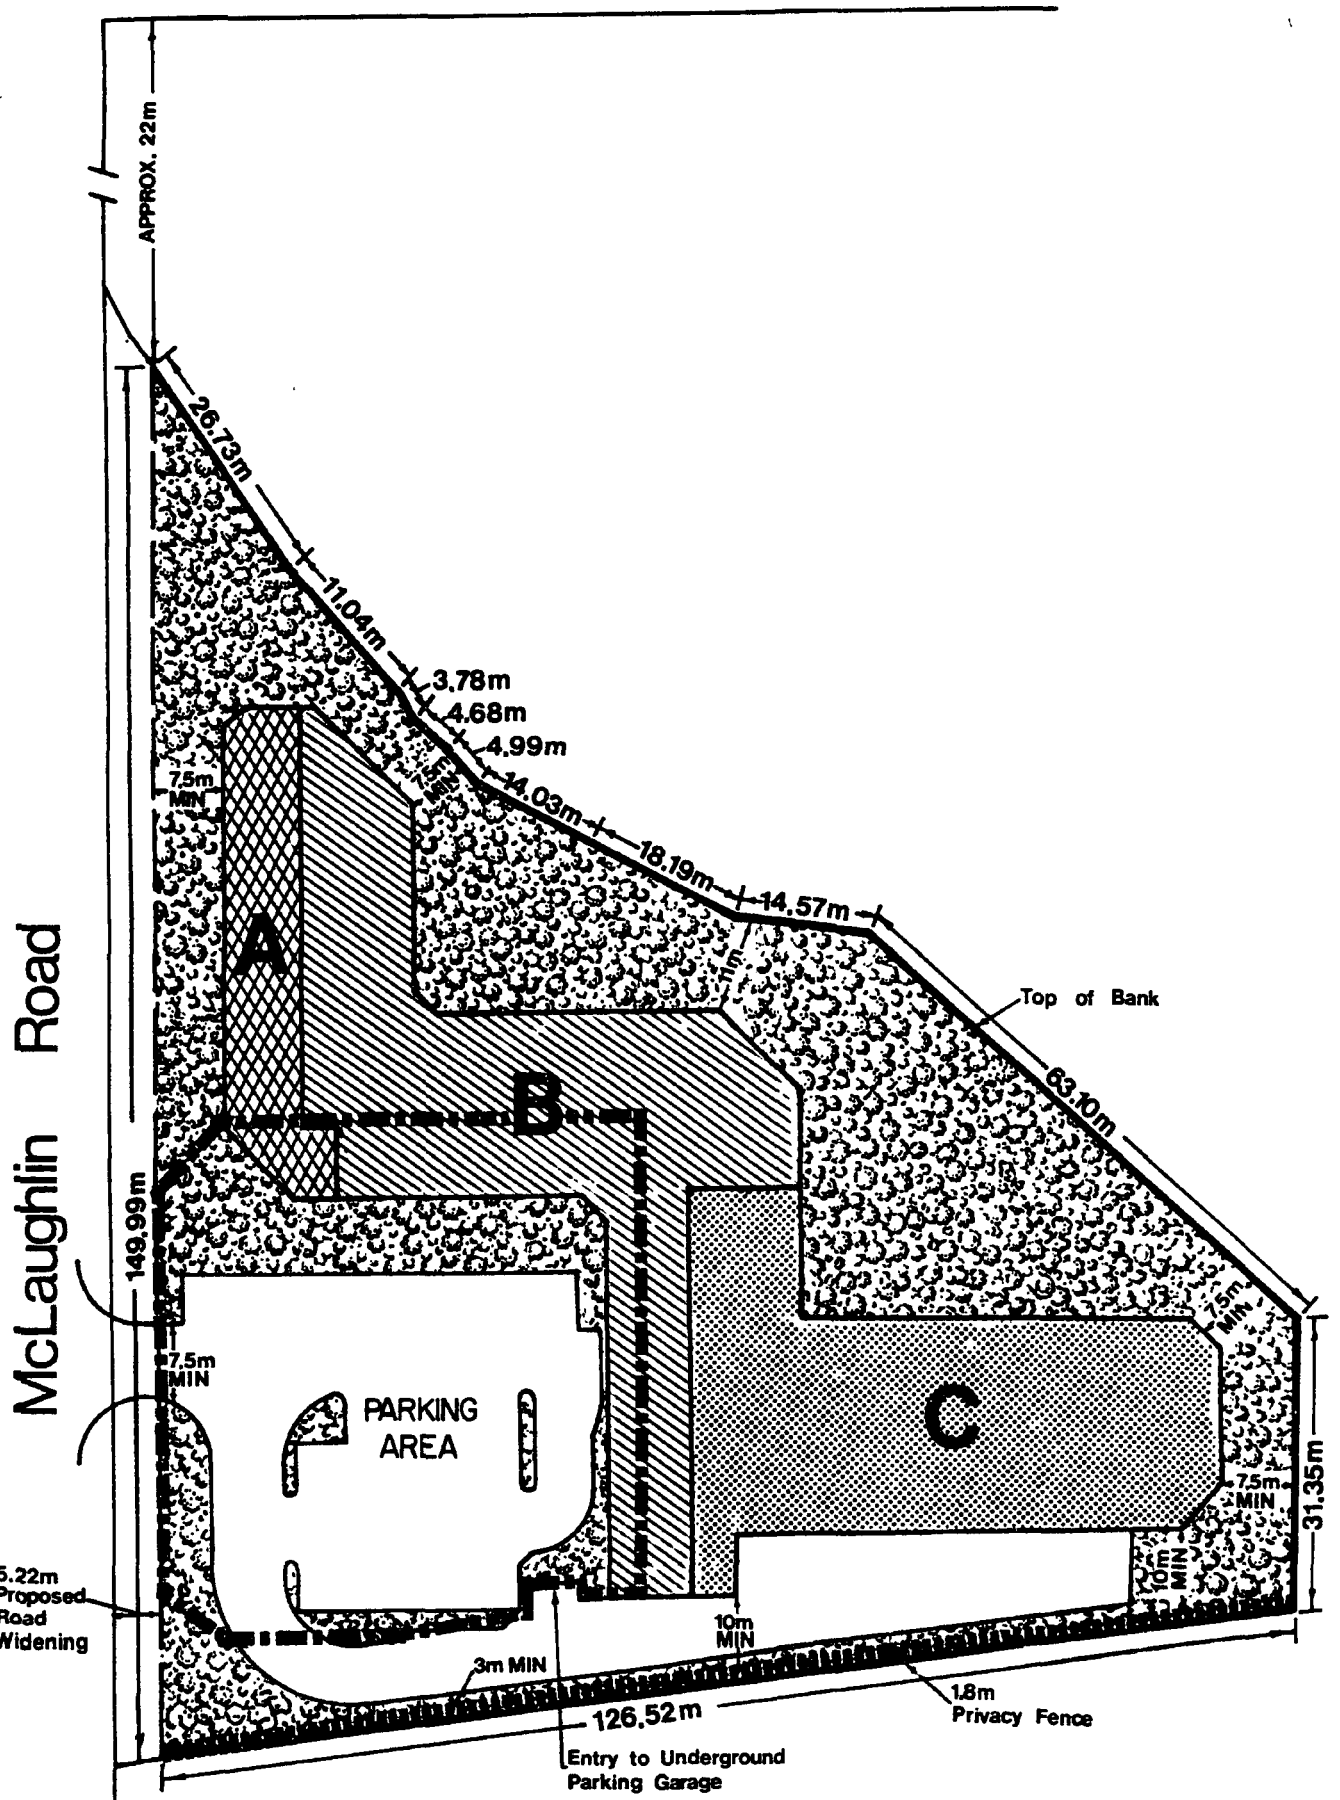 APPROX. 22m
26.73m
11.04m
3.78m
4.68m
4.99m
14.03m
18.19m
14.57m
7.5m
MIN
A
11m
Top of Bank
63.10m
B
McLaughlin Road
149.99m
7.5m
MIN
7.5m
MIN
PARKING
AREA
C
7.5m
MIN
31.35m
10m
MIN
5.22m
Proposed
Road
Widening
10m
MIN
3m MIN
126.52m
1.8m
Privacy Fence
Entry to Underground
Parking Garage